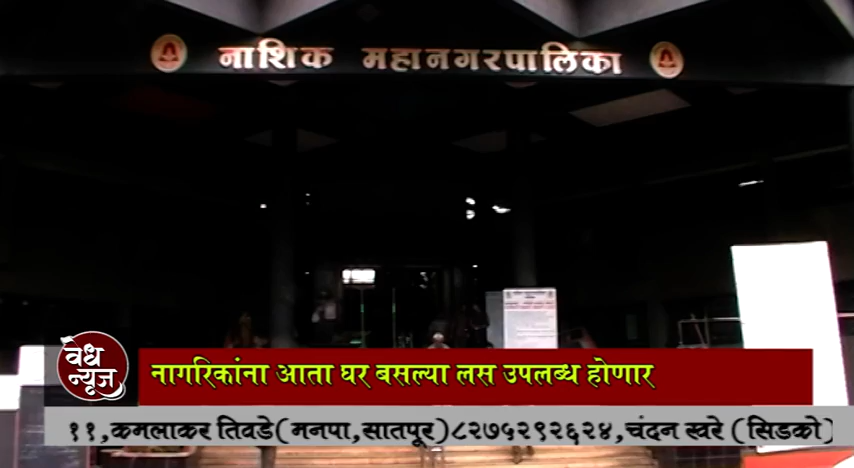 नाशिक महानगरपालिका
वेध
न्यूज
नागरिकांना आता घर बसल्या लस उपलब्ध होणार
११,कमलाकर तिवडे(मनपा,सातपूर)८२७५२९२६२४,चंदन खरे (सिडको)